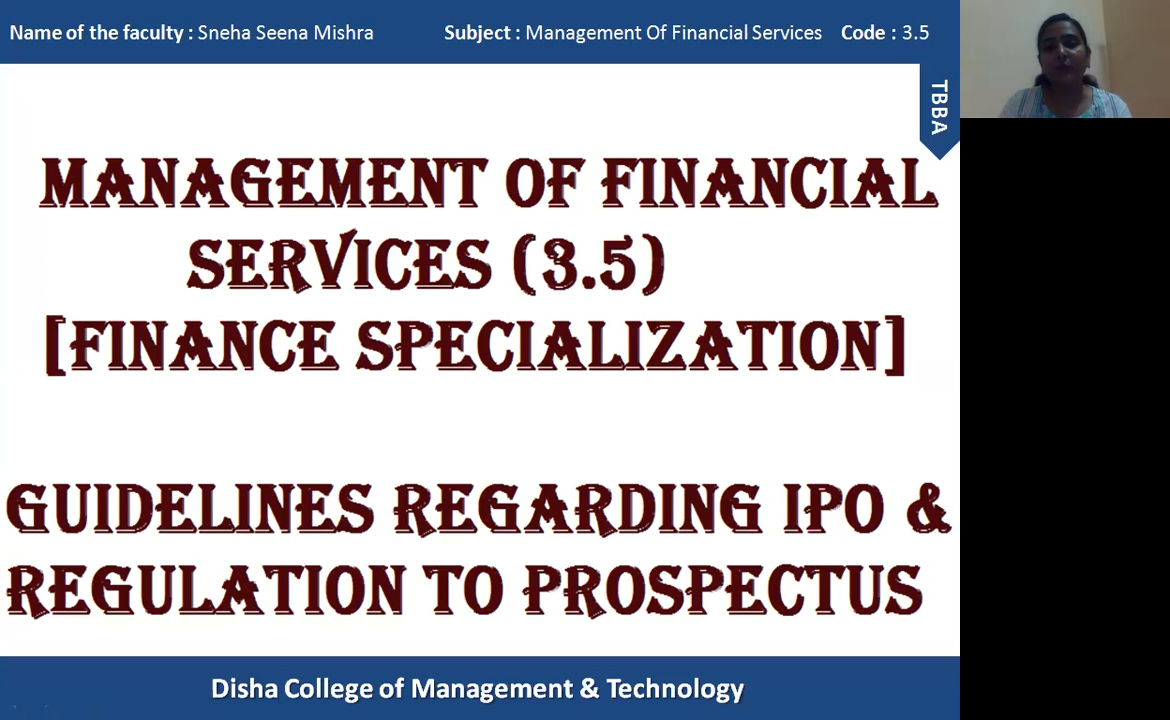 Name of the faculty : Sneha Seena Mishra Subject : Management Of Financial Services Code : 3.5
TBBA
MANAGEMENT OF FINANCIAL
SERVICES (3.5)
[FINANCE SPECIALIZATION]
GUIDELINES REGARDING IPO &
REGULATION TO PROSPECTUS
Disha College of Management & Technology